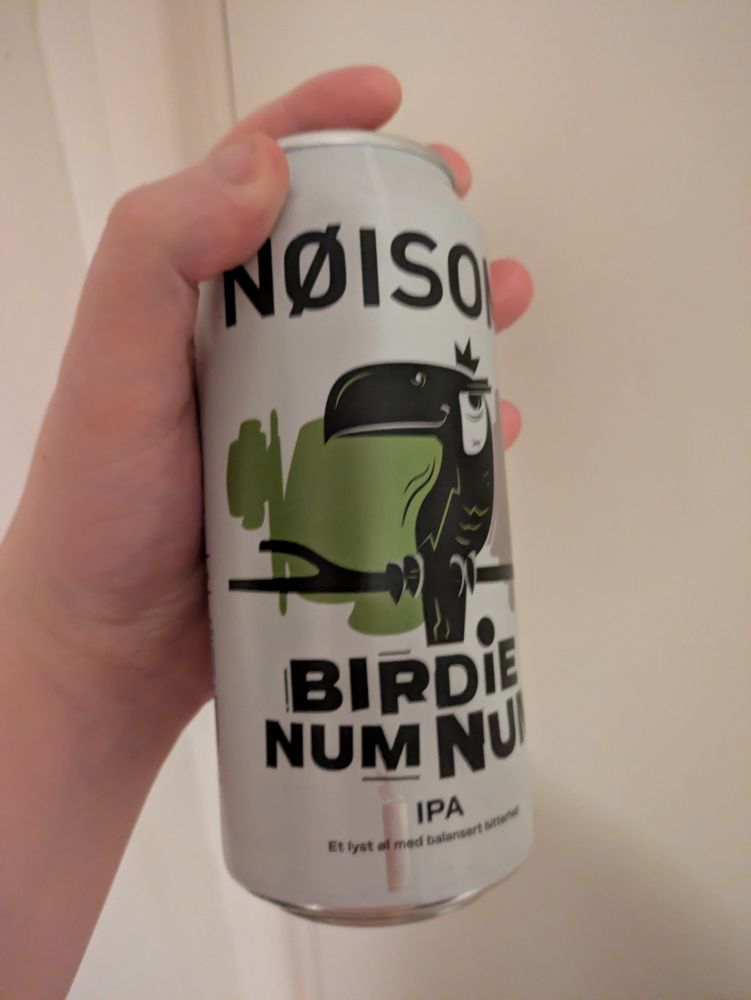 NØISO
BIRDIE
NUM NU
IPA
Et lyst øl med balansert bitterhet